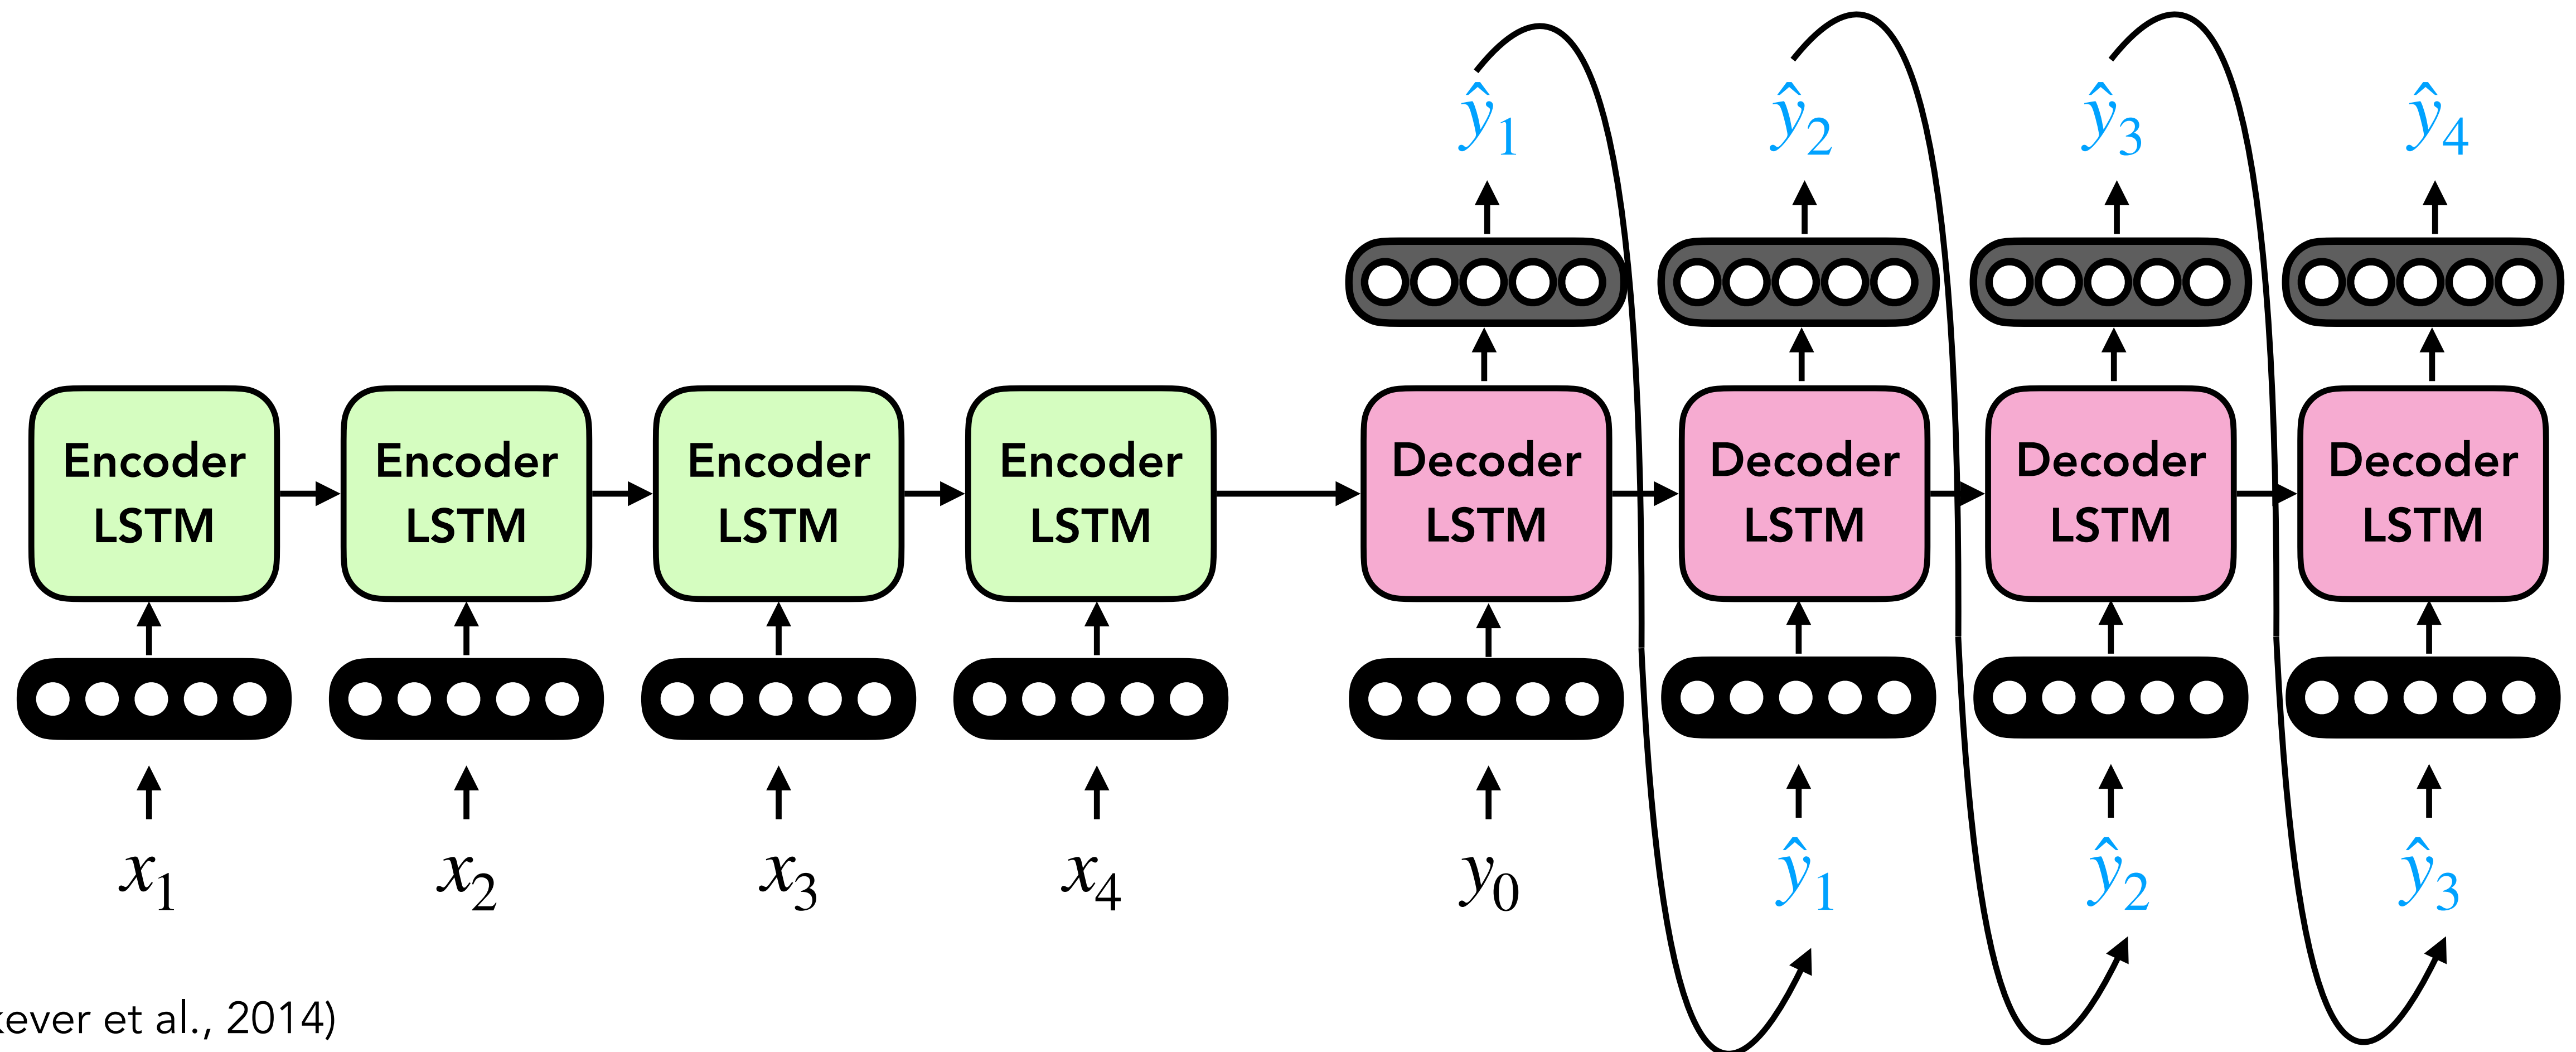 ŷ₁ ŷ₂ ŷ₃ ŷ₄
Encoder LSTM
Encoder LSTM
Encoder LSTM
Encoder LSTM
Decoder LSTM
Decoder LSTM
Decoder LSTM
Decoder LSTM
x₁ x₂ x₃ x₄ y₀ ŷ₁ ŷ₂ ŷ₃
et al., 2014)